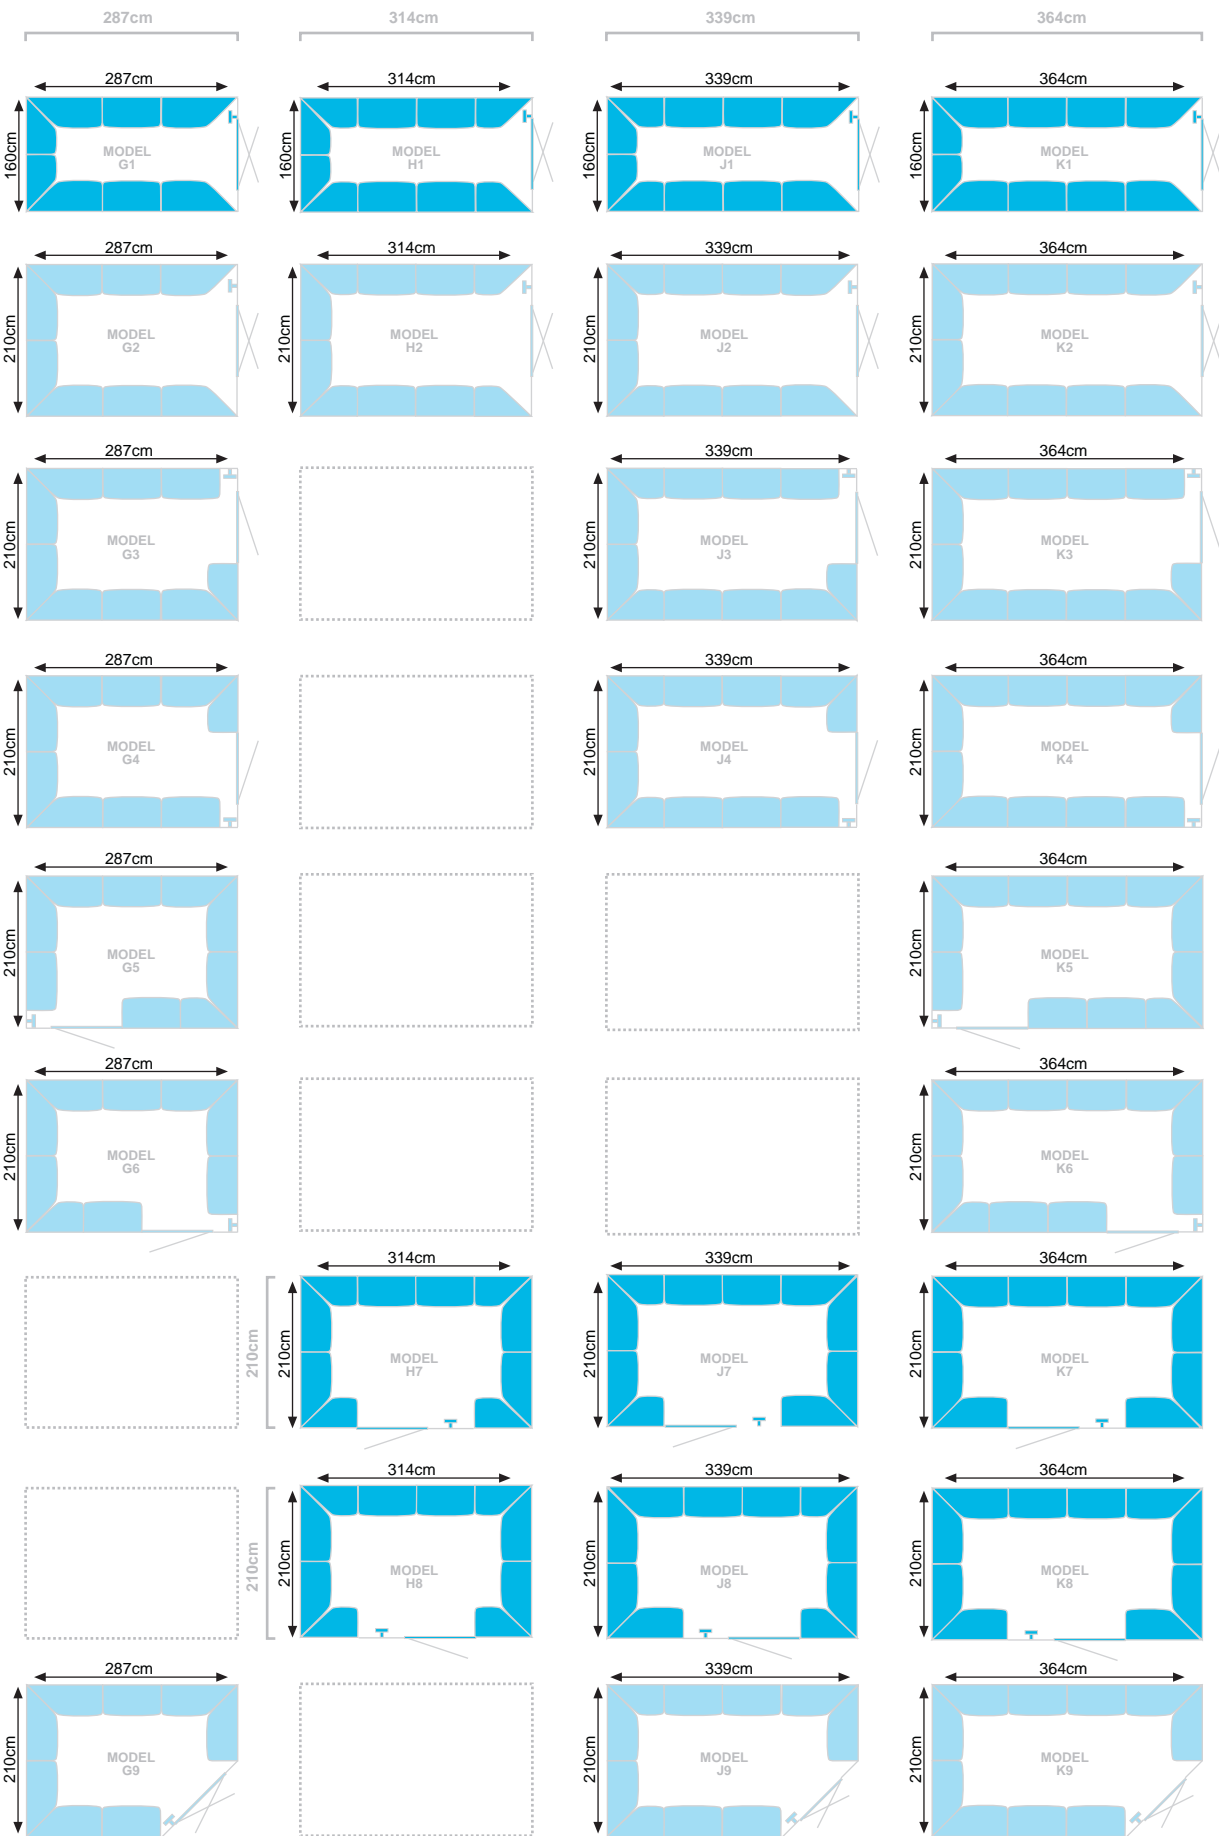 287cm 314cm 339cm 364cm
287cm 314cm 339cm 364cm
160cm 160cm 160cm 160cm
MODEL MODEL MODEL MODEL
G1 H1 J1 K1
287cm 314cm 339cm 364cm
210cm 210cm 210cm 210cm
MODEL MODEL MODEL MODEL
G2 H2 J2 K2
287cm 339cm 364cm
210cm 210cm 210cm
MODEL MODEL MODEL
G3 J3 K3
287cm 339cm 364cm
210cm 210cm 210cm
MODEL MODEL MODEL
G4 J4 K4
287cm 364cm
210cm 210cm
MODEL MODEL
G5 K5
287cm 364cm
210cm 210cm
MODEL MODEL
G6 K6
314cm 339cm 364cm
210cm 210cm 210cm 210cm
MODEL MODEL MODEL
H7 J7 K7
314cm 339cm 364cm
210cm 210cm 210cm 210cm
MODEL MODEL MODEL
H8 J8 K8
287cm 339cm 364cm
210cm 210cm 210cm
MODEL MODEL MODEL
G9 J9 K9